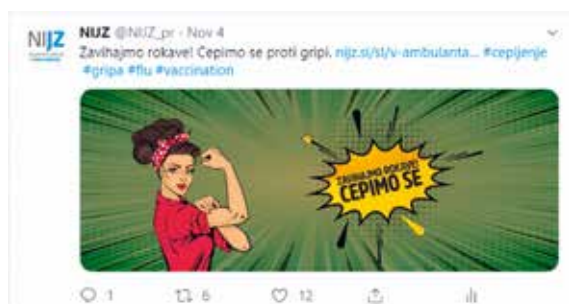 NIJZ
NIJZ @NIJZ_pr · Nov 4
Zavihajmo rokave! Cepimo se proti gripi. nijz.si/sl/v-ambulanta... #cepljenje
#gripa #flu #vaccination
ZAVIHAJMO ROKAVE!
CEPIMO SE
1 6 12